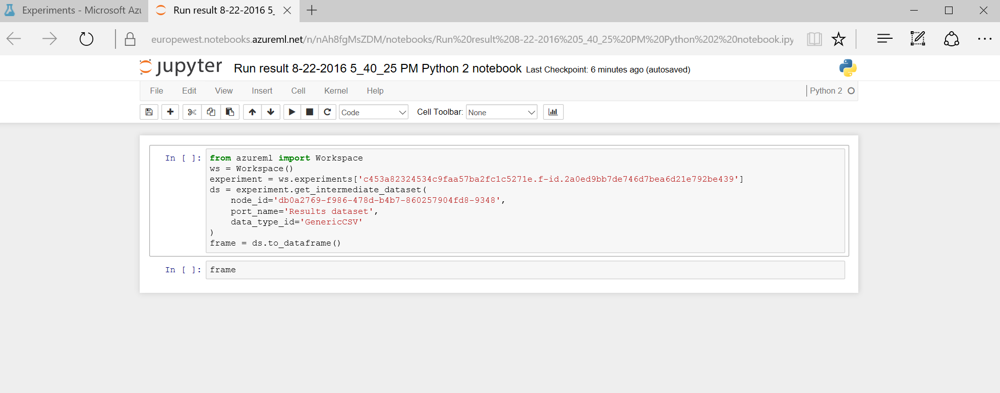 Experiments - Microsoft Azu
Run result 8-22-2016 5_
europewest.notebooks.azureml.net/n/nAh8fgMsZDM/notebooks/Run%20result%208-22-2016%205_40_25%20PM%20Python%202%20notebook.ipy
jupyter Run result 8-22-2016 5_40_25 PM Python 2 notebook Last Checkpoint: 6 minutes ago (autosaved)
File Edit View Insert Cell Kernel Help Python 2
Code Cell Toolbar: None
In [ ]: from azureml import Workspace
ws = Workspace()
experiment = ws.experiments['c453a82324534c9faa57ba2fc1c5271e.f-id.2a0ed9bb7de746d7bea6d21e792be439']
ds = experiment.get_intermediate_dataset(
    node_id='db0a2769-f986-478d-b4b7-860257904fd8-9348',
    port_name='Results dataset',
    data_type_id='GenericCSV'
)
frame = ds.to_dataframe()
In [ ]: frame